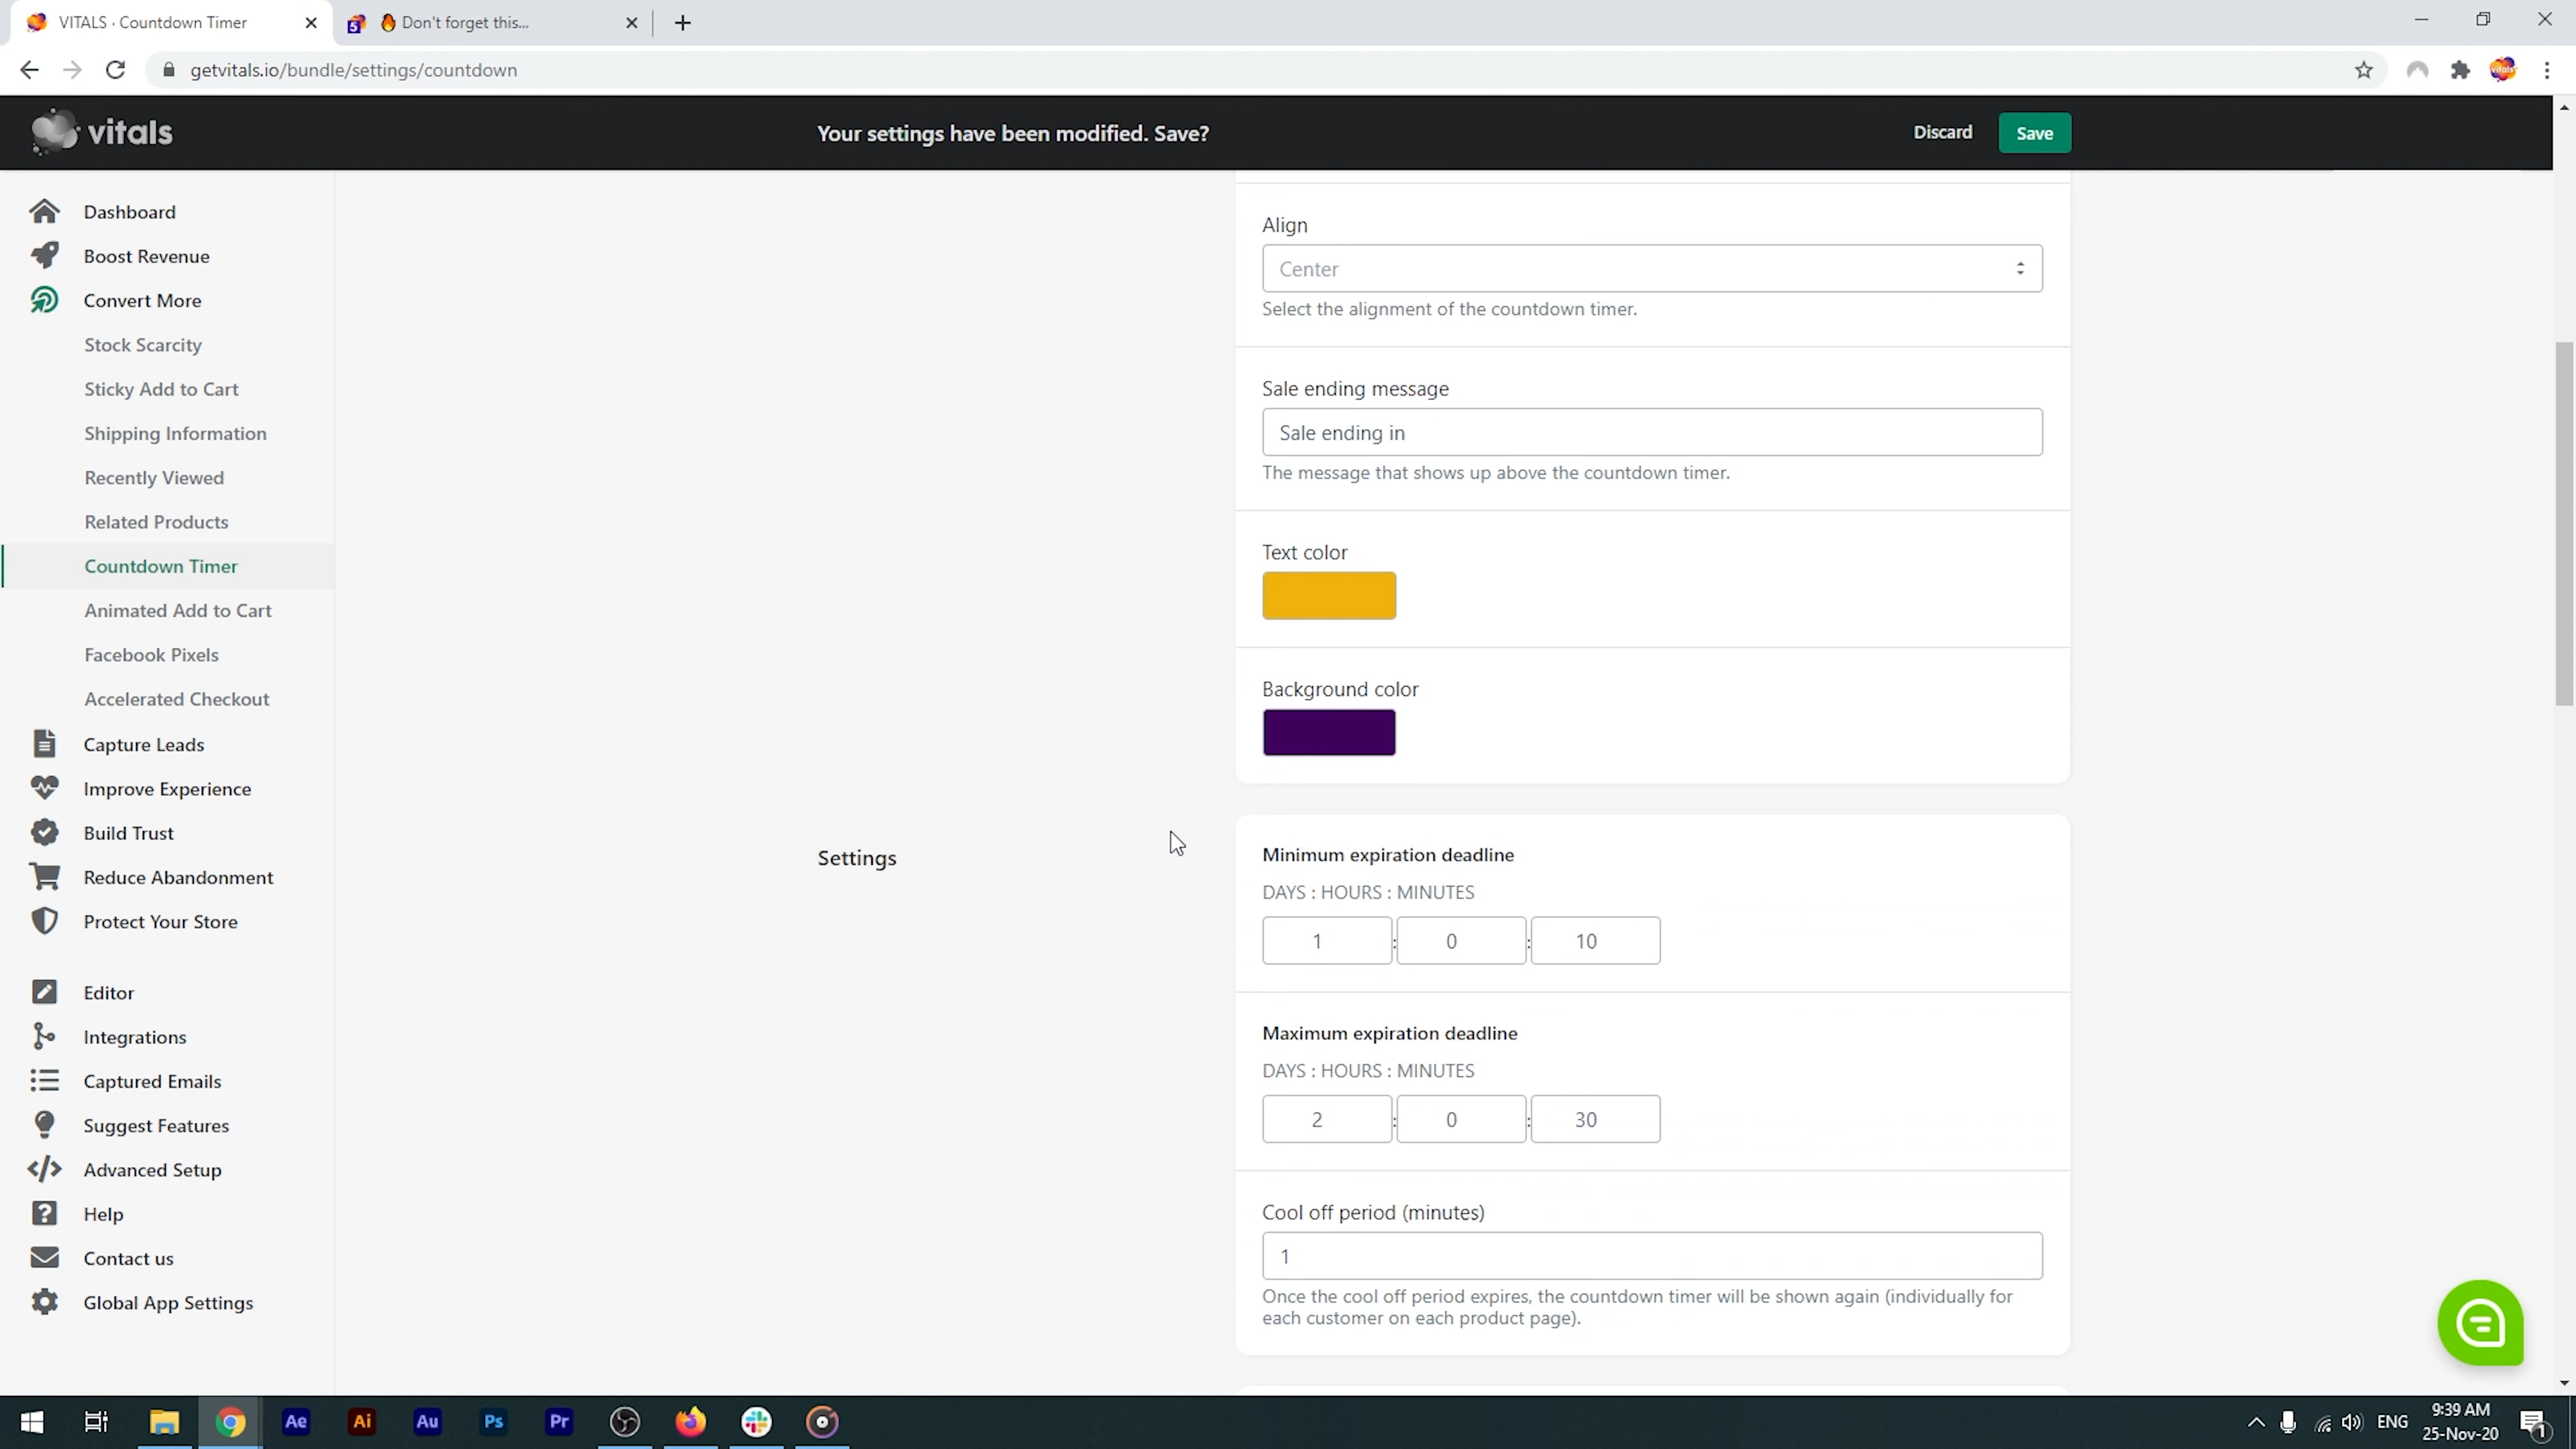 VITALS · Countdown Timer
5 Don't forget this...
getvitals.io/bundle/settings/countdown
vitals
Your settings have been modified. Save?
Discard
Save
Dashboard
Boost Revenue
Convert More
Stock Scarcity
Sticky Add to Cart
Shipping Information
Recently Viewed
Related Products
Countdown Timer
Animated Add to Cart
Facebook Pixels
Accelerated Checkout
Capture Leads
Improve Experience
Build Trust
Reduce Abandonment
Protect Your Store
Editor
Integrations
Captured Emails
Suggest Features
Advanced Setup
Help
Contact us
Global App Settings
Settings
Align
Center
Select the alignment of the countdown timer.
Sale ending message
Sale ending in
The message that shows up above the countdown timer.
Text color
Background color
Minimum expiration deadline
DAYS : HOURS : MINUTES
1 : 0 : 10
Maximum expiration deadline
DAYS : HOURS : MINUTES
2 : 0 : 30
Cool off period (minutes)
1
Once the cool off period expires, the countdown timer will be shown again (individually for
each customer on each product page).
Ae
Ai
Au
Ps
Pr
ENG
9:39 AM
25-Nov-20
1